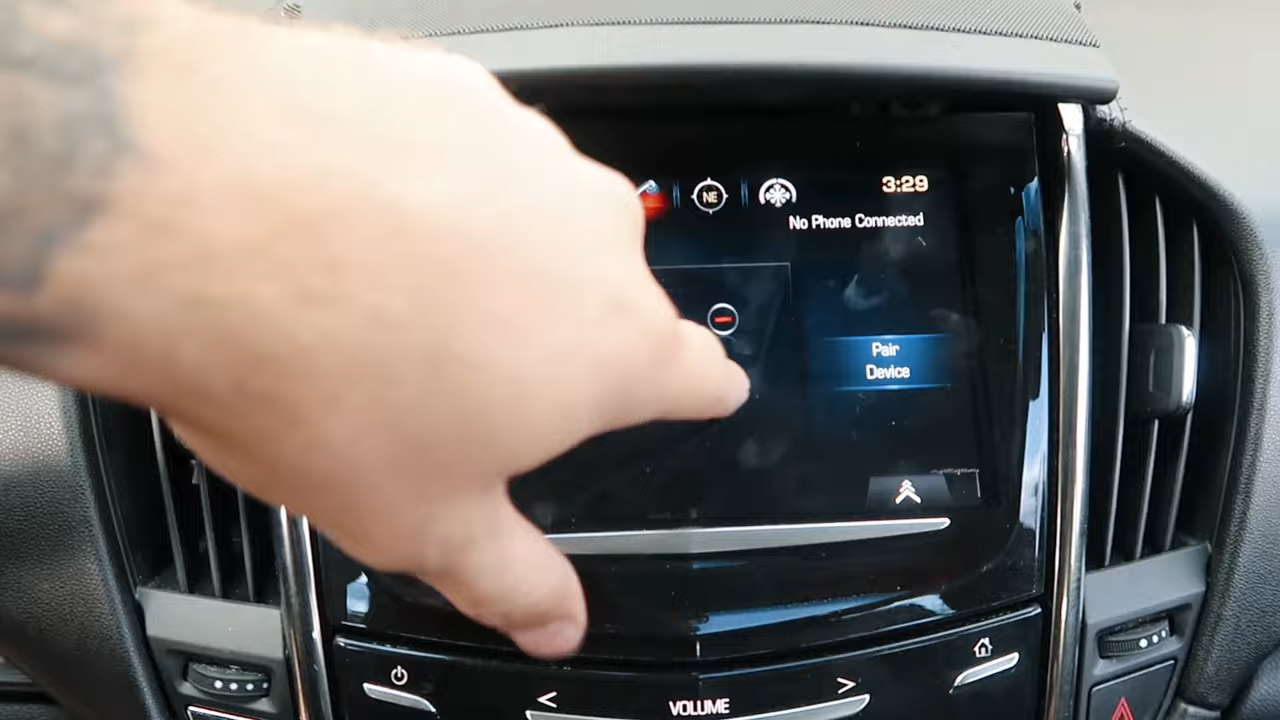 3:29
NE
No Phone Connected
Pair
Device
< VOLUME >